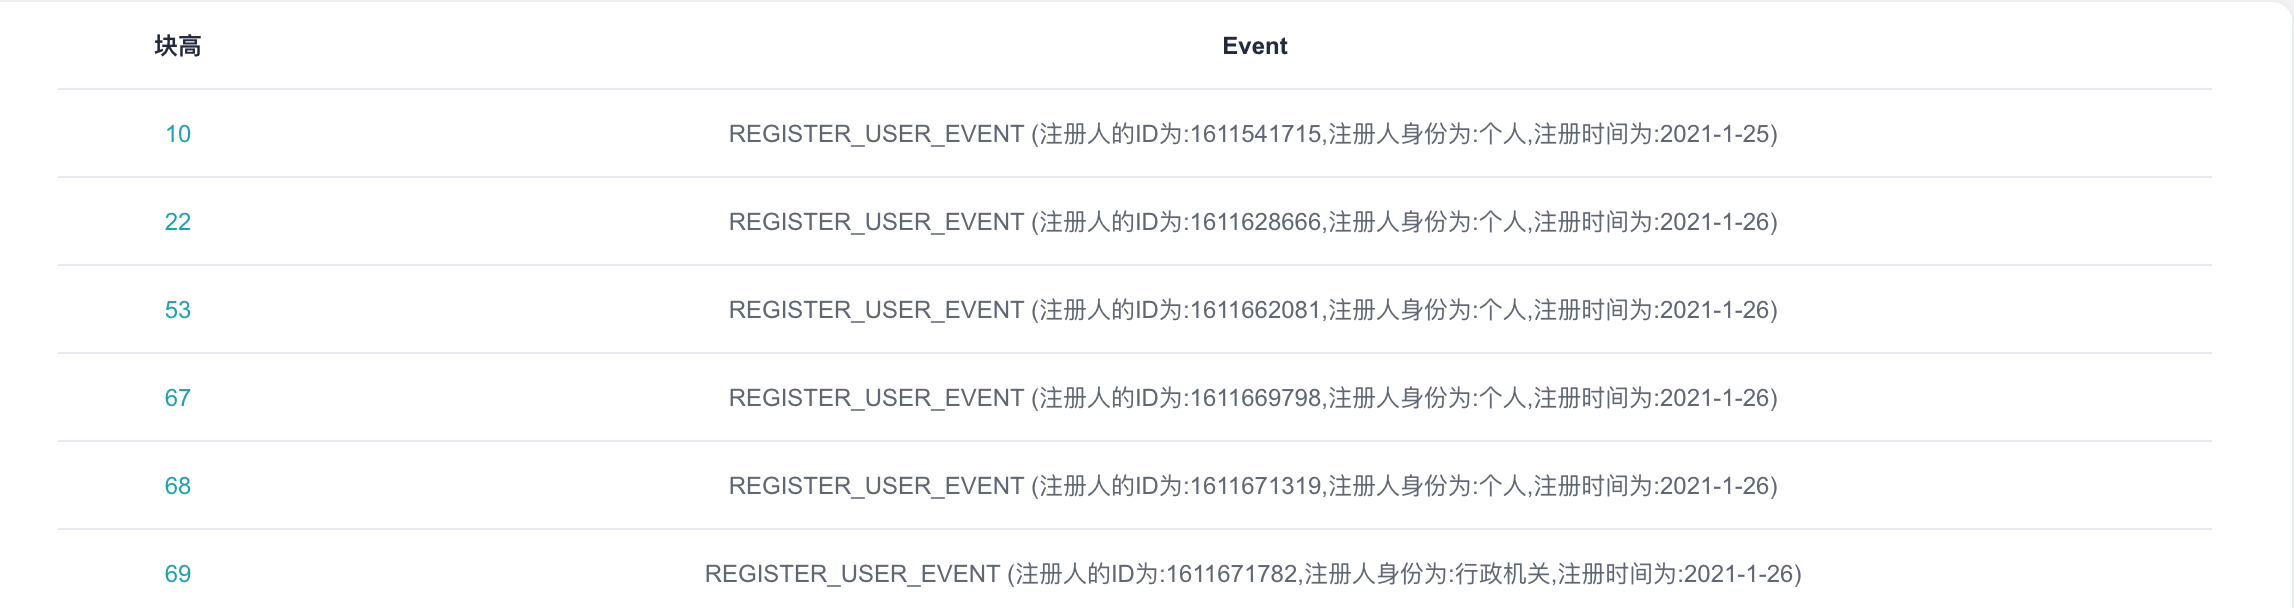 块高 Event
10 REGISTER_USER_EVENT (注册人的ID为:1611541715,注册人身份为:个人,注册时间为:2021-1-25)
22 REGISTER_USER_EVENT (注册人的ID为:1611628666,注册人身份为:个人,注册时间为:2021-1-26)
53 REGISTER_USER_EVENT (注册人的ID为:1611662081,注册人身份为:个人,注册时间为:2021-1-26)
67 REGISTER_USER_EVENT (注册人的ID为:1611669798,注册人身份为:个人,注册时间为:2021-1-26)
68 REGISTER_USER_EVENT (注册人的ID为:1611671319,注册人身份为:个人,注册时间为:2021-1-26)
69 REGISTER_USER_EVENT (注册人的ID为:1611671782,注册人身份为:行政机关,注册时间为:2021-1-26)